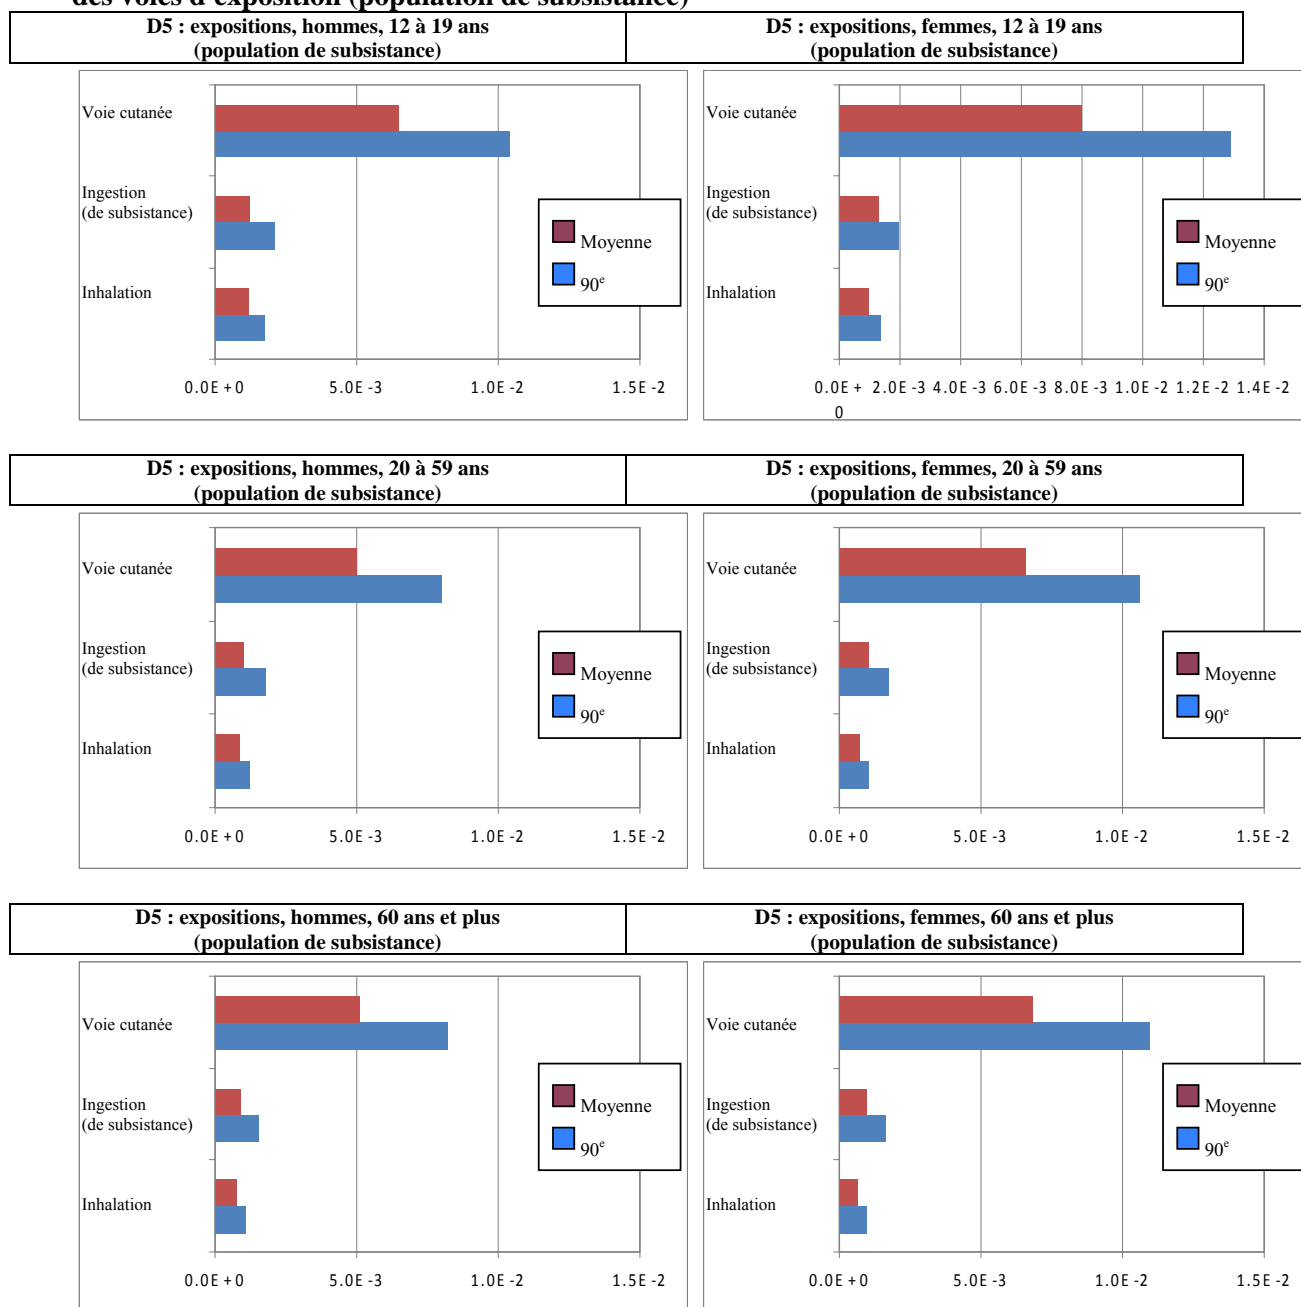 des voies d'exposition (population de subsistance)
D5 : expositions, hommes, 12 à 19 ans
(population de subsistance)
D5 : expositions, femmes, 12 à 19 ans
(population de subsistance)
Voie cutanée
Ingestion
(de subsistance)
Inhalation
Moyenne
90e
0.0E+0 5.0E-3 1.0E-2 1.5E-2
Voie cutanée
Ingestion
(de subsistance)
Inhalation
Moyenne
90e
0.0E+ 2.0E-3 4.0E-3 6.0E-3 8.0E-3 1.0E-2 1.2E-2 1.4E-2
0
D5 : expositions, hommes, 20 à 59 ans
(population de subsistance)
D5 : expositions, femmes, 20 à 59 ans
(population de subsistance)
Voie cutanée
Ingestion
(de subsistance)
Inhalation
Moyenne
90e
0.0E+0 5.0E-3 1.0E-2 1.5E-2
Voie cutanée
Ingestion
(de subsistance)
Inhalation
Moyenne
90e
0.0E+0 5.0E-3 1.0E-2 1.5E-2
D5 : expositions, hommes, 60 ans et plus
(population de subsistance)
D5 : expositions, femmes, 60 ans et plus
(population de subsistance)
Voie cutanée
Ingestion
(de subsistance)
Inhalation
Moyenne
90e
0.0E+0 5.0E-3 1.0E-2 1.5E-2
Voie cutanée
Ingestion
(de subsistance)
Inhalation
Moyenne
90e
0.0E+0 5.0E-3 1.0E-2 1.5E-2